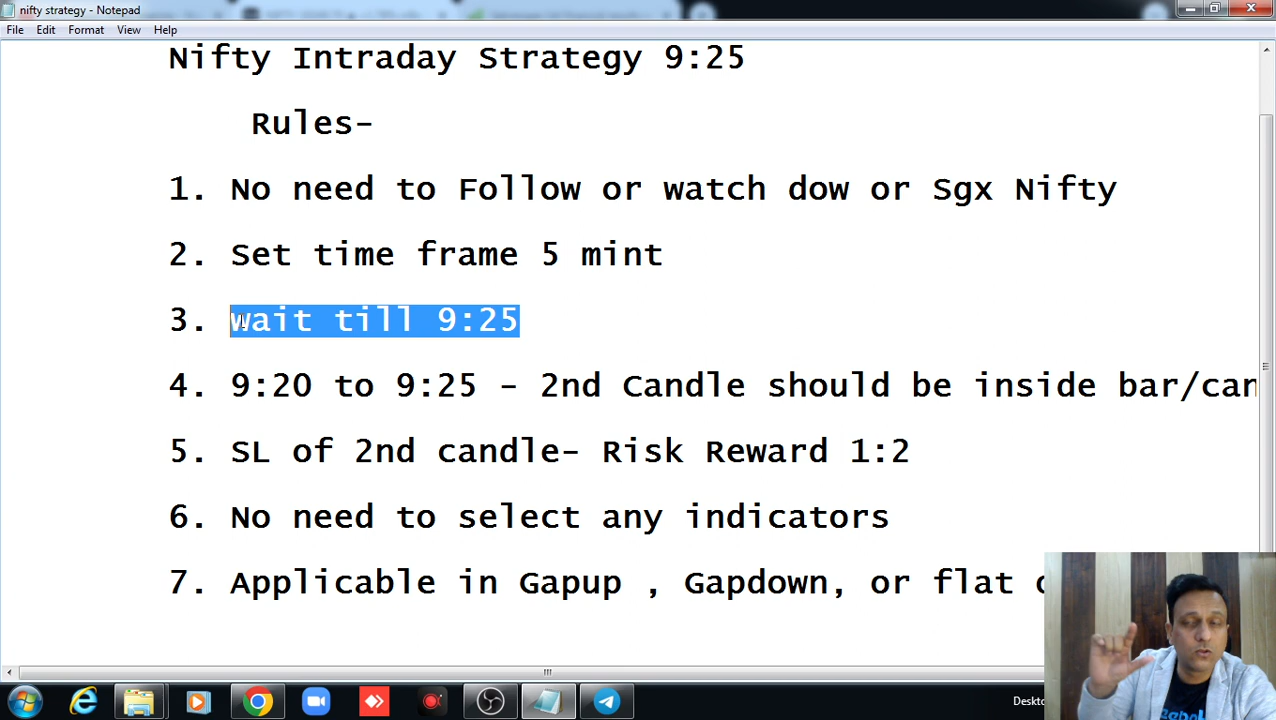 nifty strategy - Notepad
File Edit Format View Help
Nifty Intraday Strategy 9:25
Rules-
1. No need to Follow or watch dow or Sgx Nifty
2. Set time frame 5 mint
3. wait till 9:25
4. 9:20 to 9:25 - 2nd Candle should be inside bar/can
5. SL of 2nd candle- Risk Reward 1:2
6. No need to select any indicators
7. Applicable in Gapup , Gapdown, or flat
Desktop